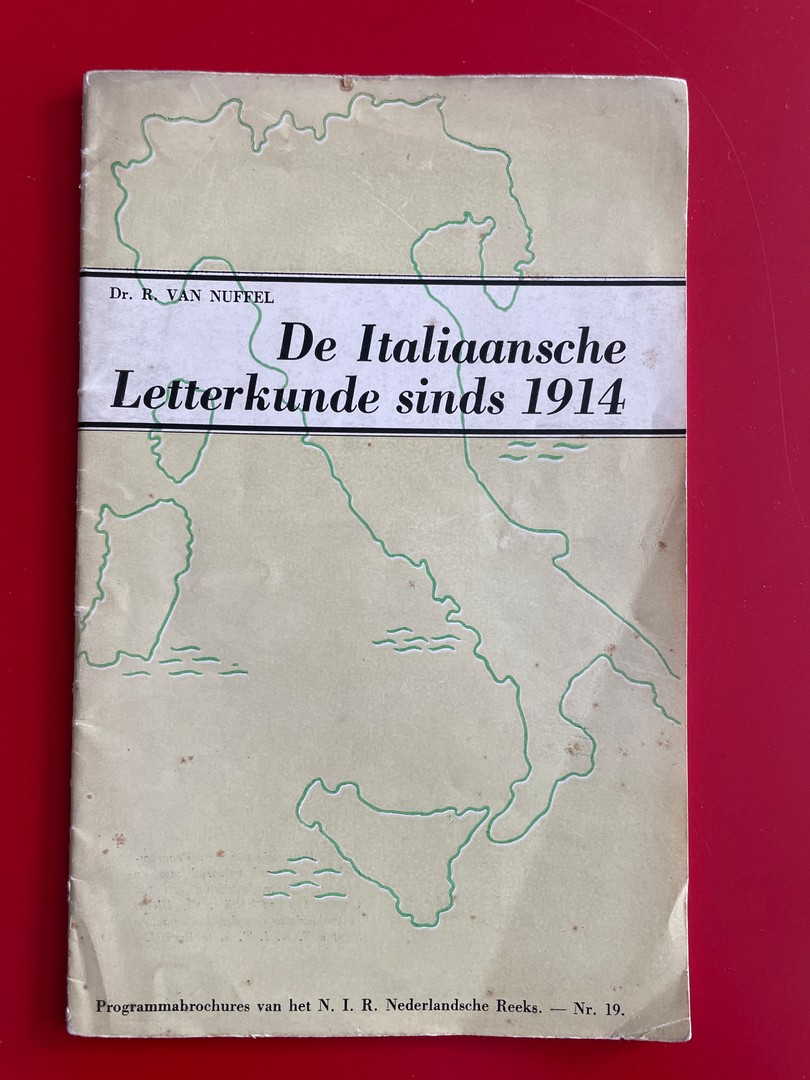 Dr. R. VAN NUFFEL
De Italiaansche
Letterkunde sinds 1914
Programmabrochures van het N. I. R. Nederlandsche Reeks. — Nr. 19.